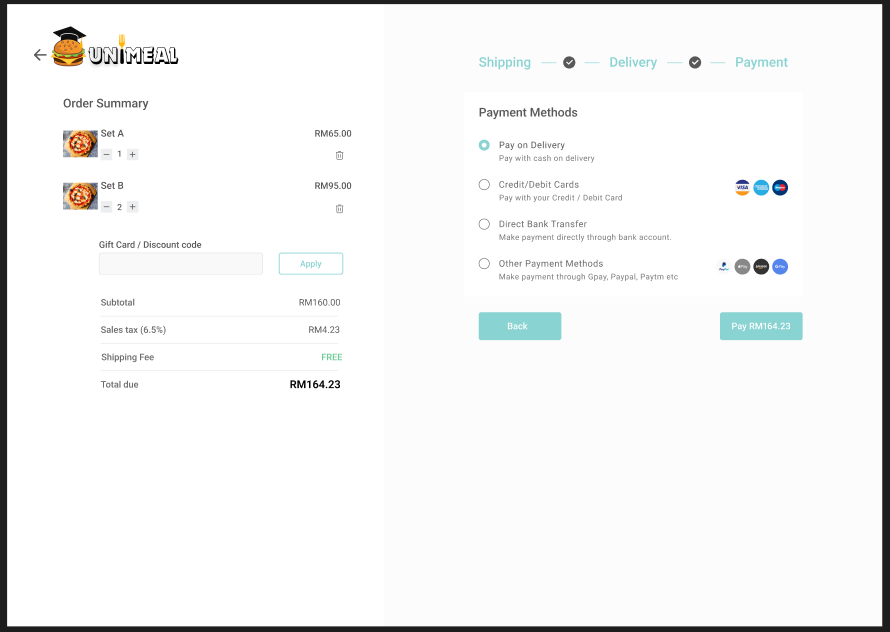 UNIMEAL
Order Summary
Set A
RM65.00
− 1 +
Set B
RM95.00
− 2 +
Gift Card / Discount code
Apply
Subtotal
RM160.00
Sales tax (6.5%)
RM4.23
Shipping Fee
FREE
Total due
RM164.23
Shipping
Delivery
Payment
Payment Methods
Pay on Delivery
Pay with cash on delivery
Credit/Debit Cards
Pay with your Credit / Debit Card
VISA
Direct Bank Transfer
Make payment directly through bank account.
Other Payment Methods
Make payment through Gpay, Paypal, Paytm etc
PayPal
Back
Pay RM164.23